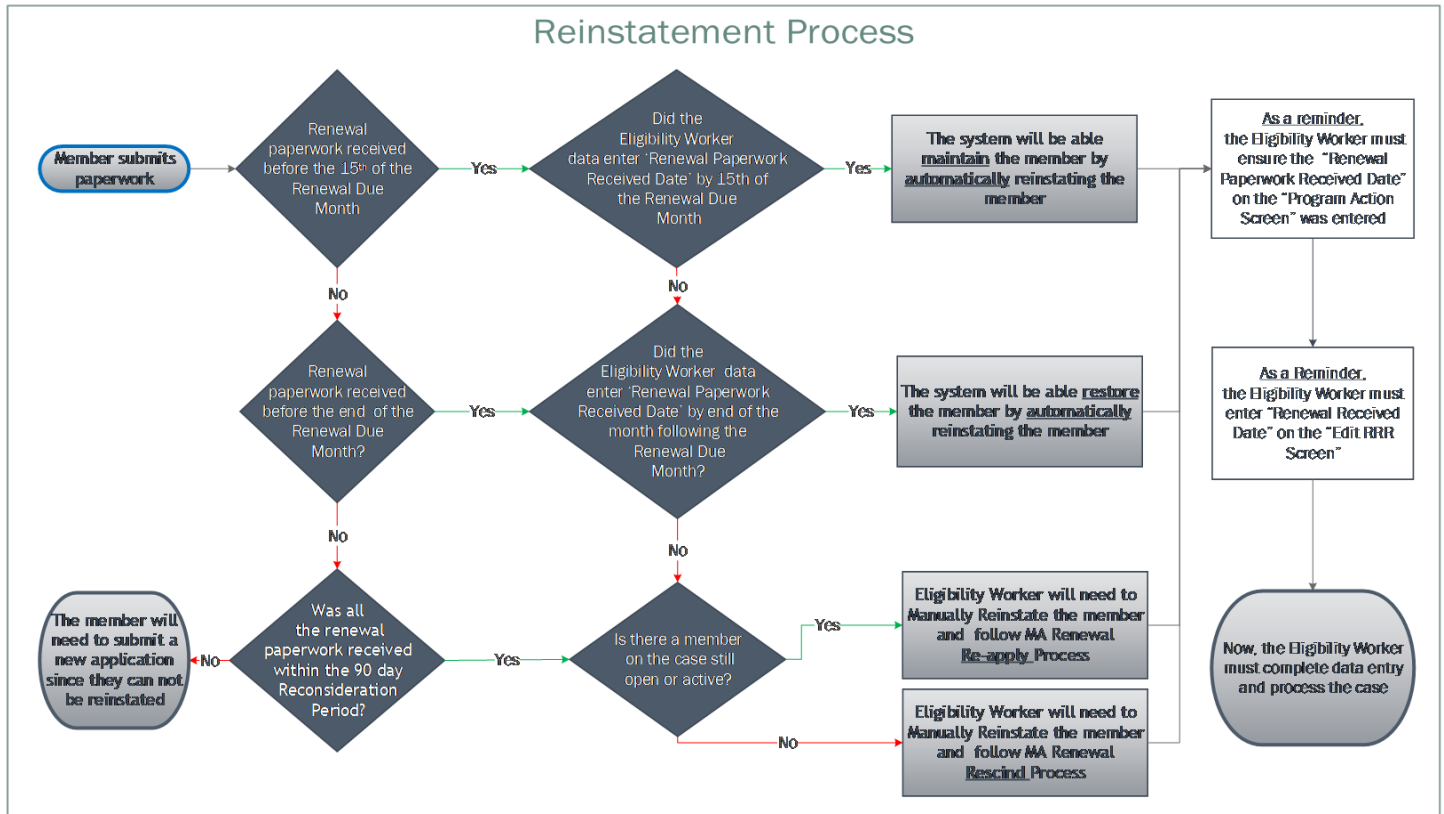 Reinstatement Process
Member submits
paperwork
Renewal
paperwork received
before the 15th of the
Renewal Due
Month
Yes
Did the
Eligibility Worker
data enter ‘Renewal Paperwork
Received Date’ by 15th of
the Renewal Due
Month
Yes
The system will be able
maintain the member by
automatically reinstating the
member
As a reminder,
the Eligibility Worker must
ensure the “Renewal
Paperwork Received Date”
on the “Program Action
Screen” was entered
No
No
Renewal
paperwork received
before the end of the
Renewal Due
Month?
Yes
Did the
Eligibility Worker data
enter ‘Renewal Paperwork
Received Date’ by end of the
month following the
Renewal Due
Month?
Yes
The system will be able restore
the member by automatically
reinstating the member
As a Reminder,
the Eligibility Worker must
enter “Renewal Received
Date” on the “Edit RRR
Screen”
No
No
The member will
need to submit a
new application
since they can not
be reinstated
No
Was all
the renewal
paperwork received
within the 90 day
Reconsideration
Period?
Yes
Is there a member
on the case still
open or active?
Yes
Eligibility Worker will need to
Manually Reinstate the member
and follow MA Renewal
Re-apply Process
No
Eligibility Worker will need to
Manually Reinstate the member
and follow MA Renewal
Rescind Process
Now, the Eligibility Worker
must complete data entry
and process the case